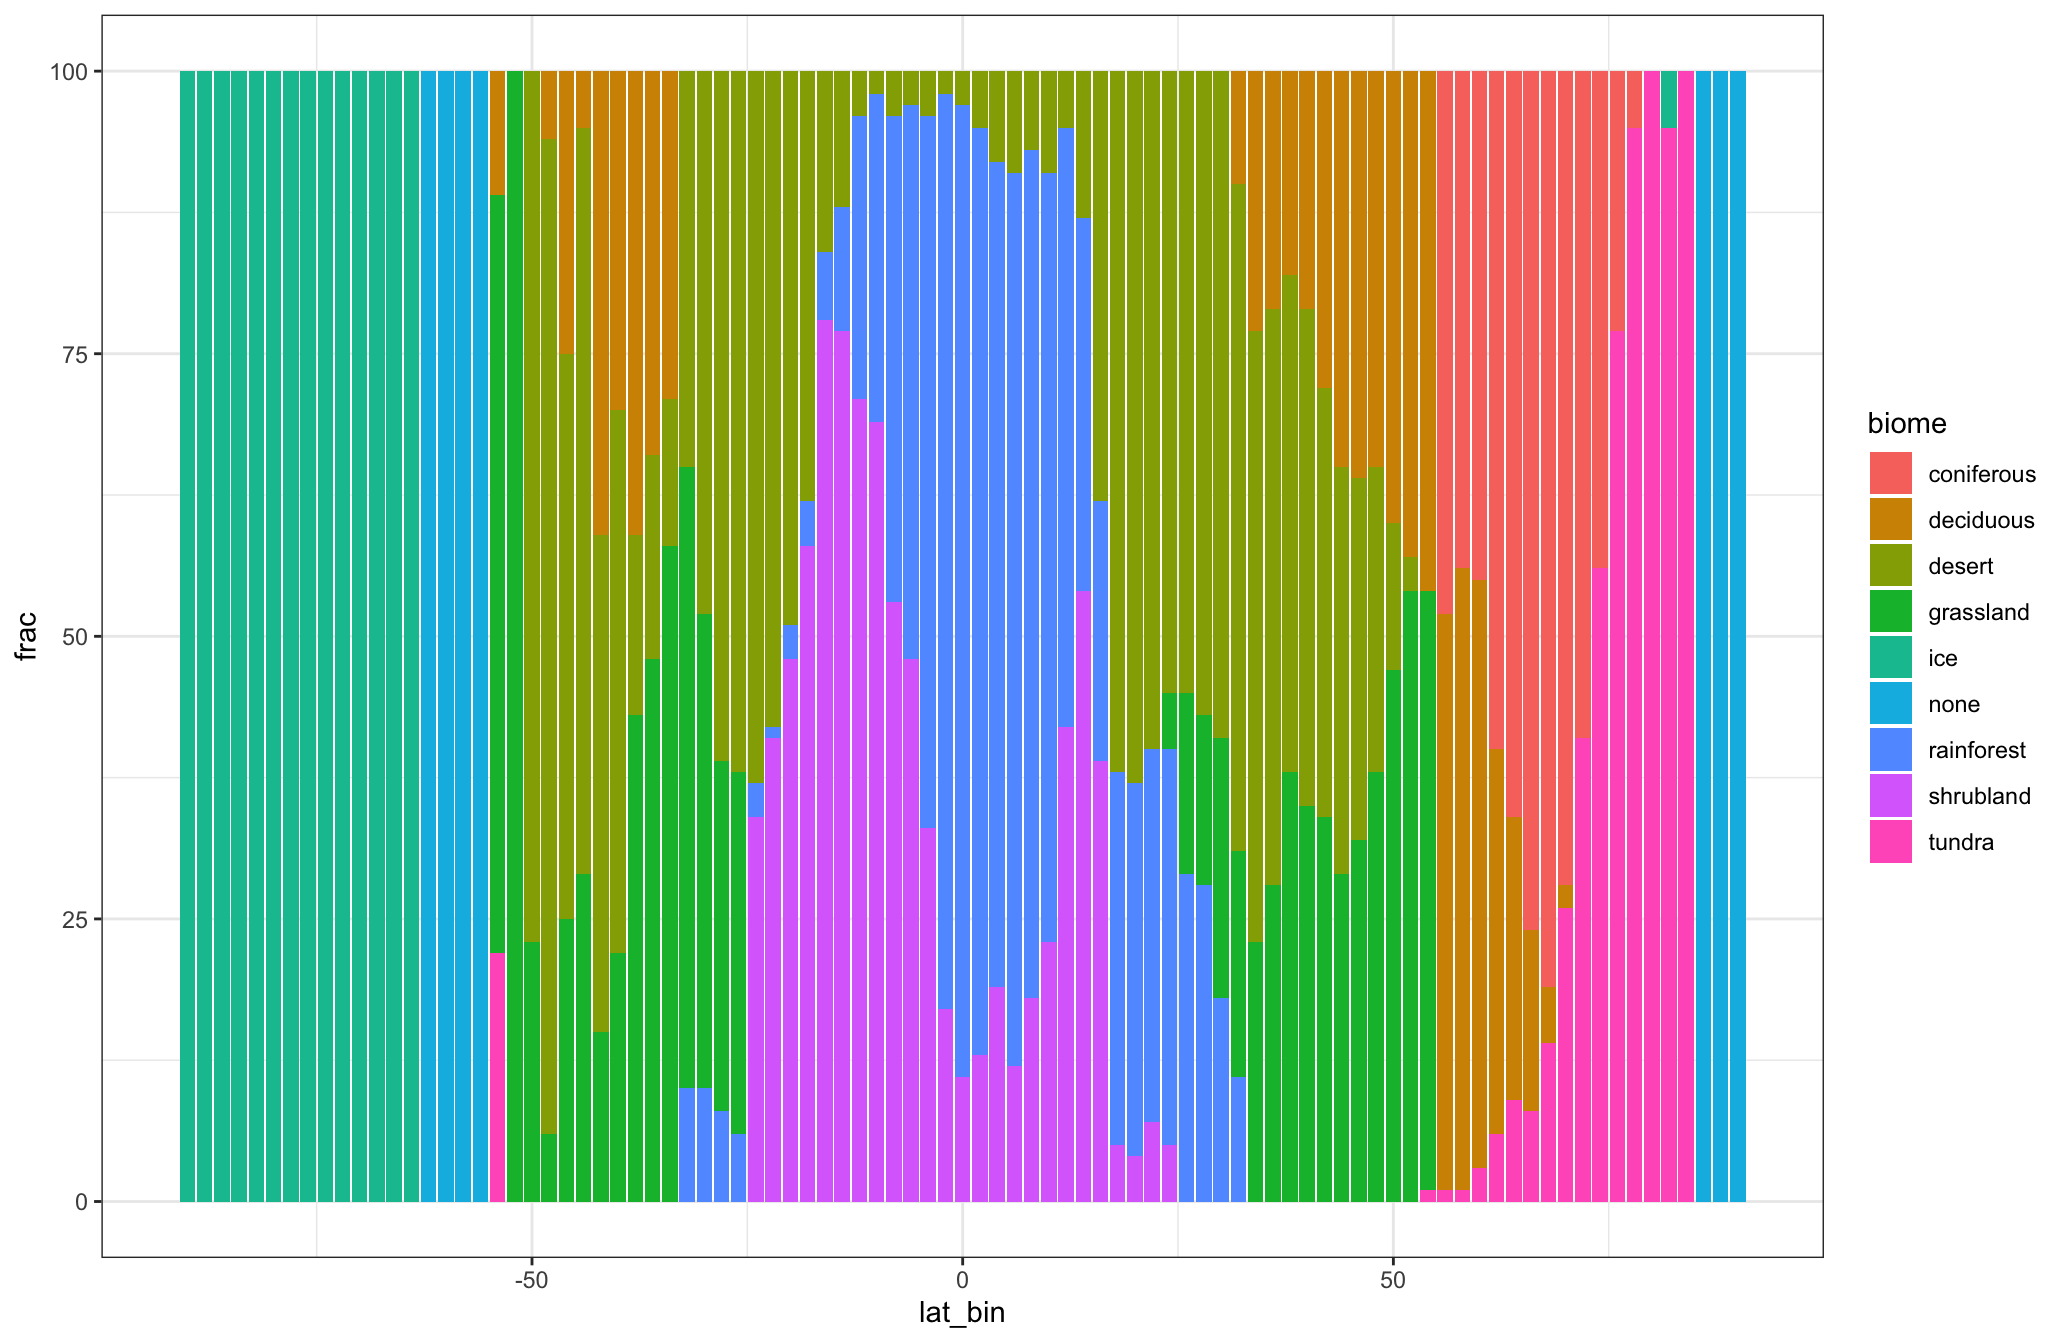 100
75
50
25
0
frac
-50
0
50
lat_bin
biome
coniferous
deciduous
desert
grassland
ice
none
rainforest
shrubland
tundra